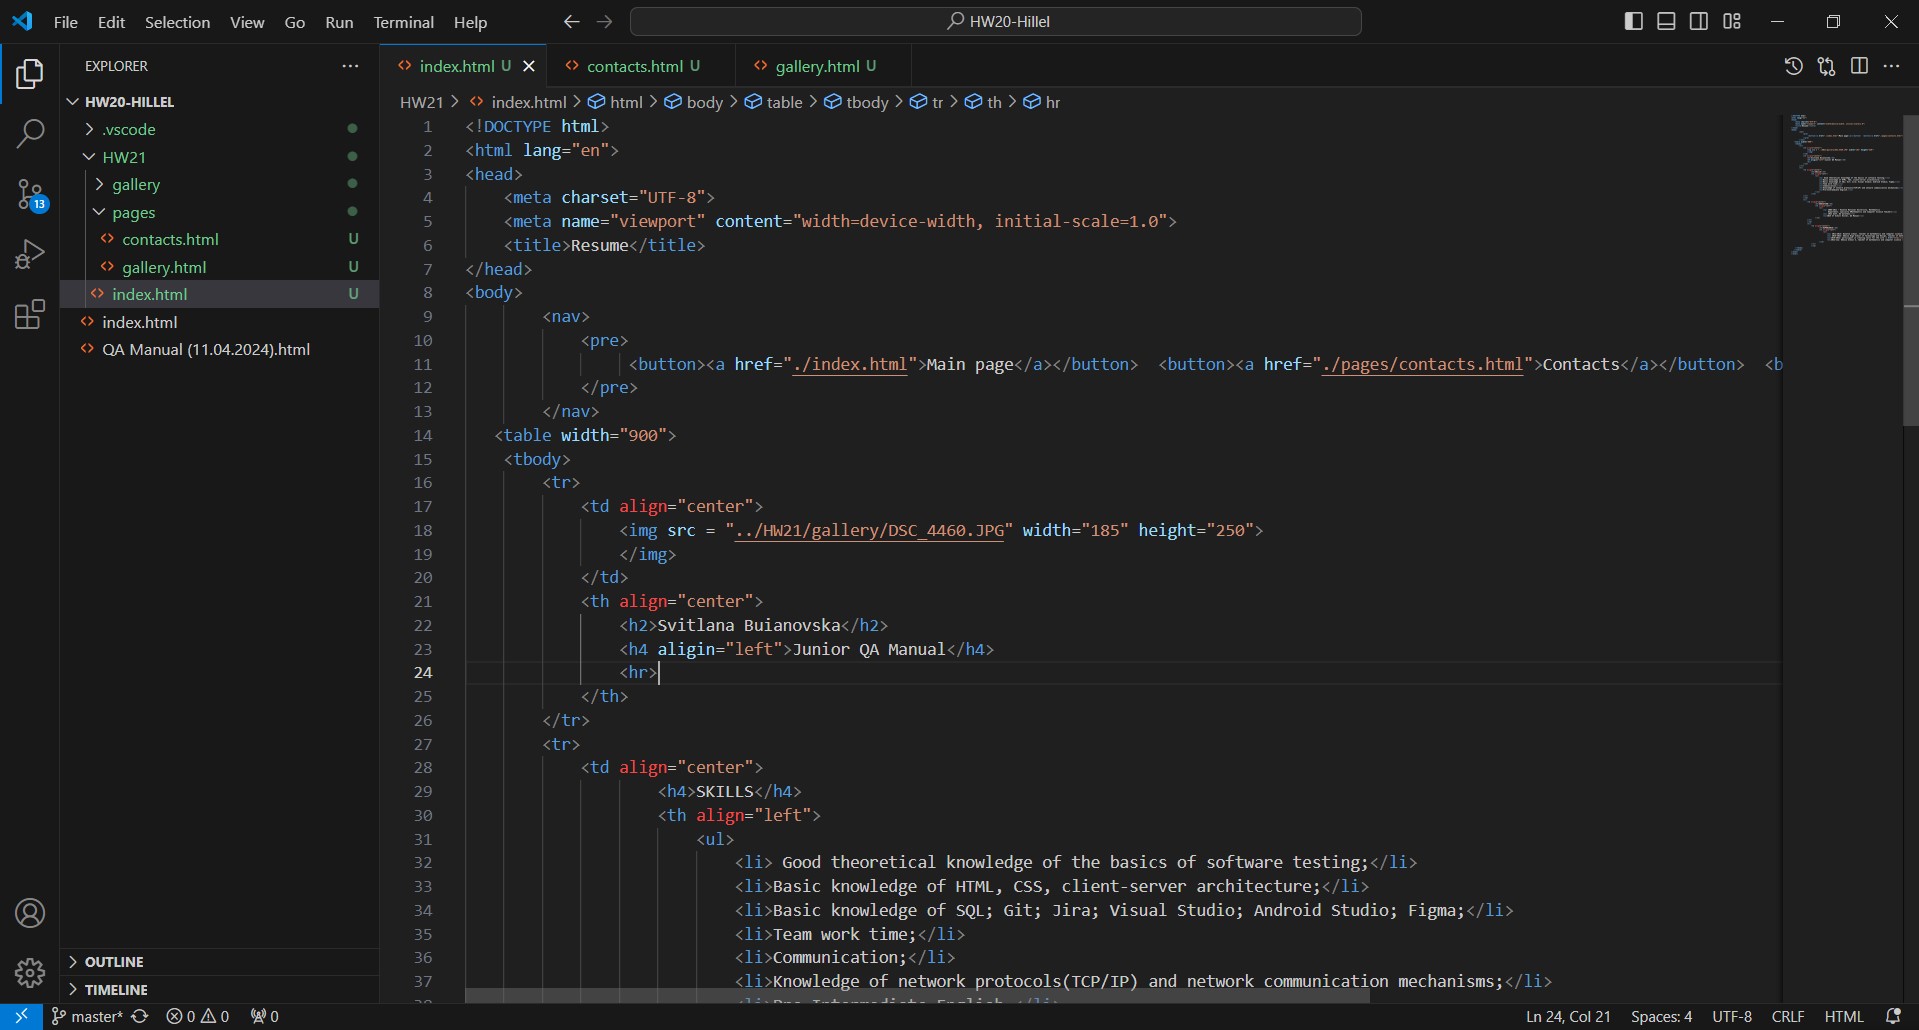 File Edit Selection View Go Run Terminal Help
HW20-Hillel
EXPLORER
HW20-HILLEL
.vscode
HW21
gallery
pages
contacts.html U
gallery.html U
index.html U
index.html
QA Manual (11.04.2024).html
OUTLINE
TIMELINE
13
index.html U contacts.html U gallery.html U
HW21 > index.html > html > body > table > tbody > tr > th > hr
1 <!DOCTYPE html>
2 <html lang="en">
3 <head>
4 <meta charset="UTF-8">
5 <meta name="viewport" content="width=device-width, initial-scale=1.0">
6 <title>Resume</title>
7 </head>
8 <body>
9 <nav>
10 <pre>
11 <button><a href="./index.html">Main page</a></button> <button><a href="./pages/contacts.html">Contacts</a></button> <b
12 </pre>
13 </nav>
14 <table width="900">
15 <tbody>
16 <tr>
17 <td align="center">
18 <img src = "../HW21/gallery/DSC_4460.JPG" width="185" height="250">
19 </img>
20 </td>
21 <th align="center">
22 <h2>Svitlana Buianovska</h2>
23 <h4 aligin="left">Junior QA Manual</h4>
24 <hr>
25 </th>
26 </tr>
27 <tr>
28 <td align="center">
29 <h4>SKILLS</h4>
30 <th align="left">
31 <ul>
32 <li> Good theoretical knowledge of the basics of software testing;</li>
33 <li>Basic knowledge of HTML, CSS, client-server architecture;</li>
34 <li>Basic knowledge of SQL; Git; Jira; Visual Studio; Android Studio; Figma;</li>
35 <li>Team work time;</li>
36 <li>Communication;</li>
37 <li>Knowledge of network protocols(TCP/IP) and network communication mechanisms;</li>
master* 0 0 0 Ln 24, Col 21 Spaces: 4 UTF-8 CRLF HTML